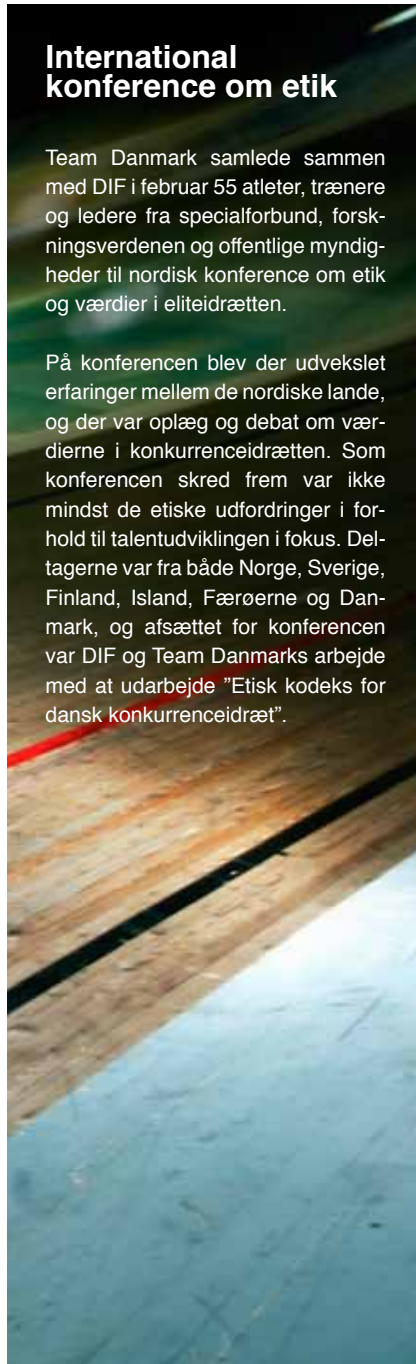 International
konference om etik
Team Danmark samlede sammen
med DIF i februar 55 atleter, trænere
og ledere fra specialforbund, forsk-
ningsverdenen og offentlige myndig-
heder til nordisk konference om etik
og værdier i eliteidrætten.
På konferencen blev der udvekslet
erfaringer mellem de nordiske lande,
og der var oplæg og debat om vær-
dierne i konkurrenceidrætten. Som
konferencen skred frem var ikke
mindst de etiske udfordringer i for-
hold til talentudviklingen i fokus. Del-
tagerne var fra både Norge, Sverige,
Finland, Island, Færøerne og Dan-
mark, og afsættet for konferencen
var DIF og Team Danmarks arbejde
med at udarbejde ”Etisk kodeks for
dansk konkurrenceidræt”.